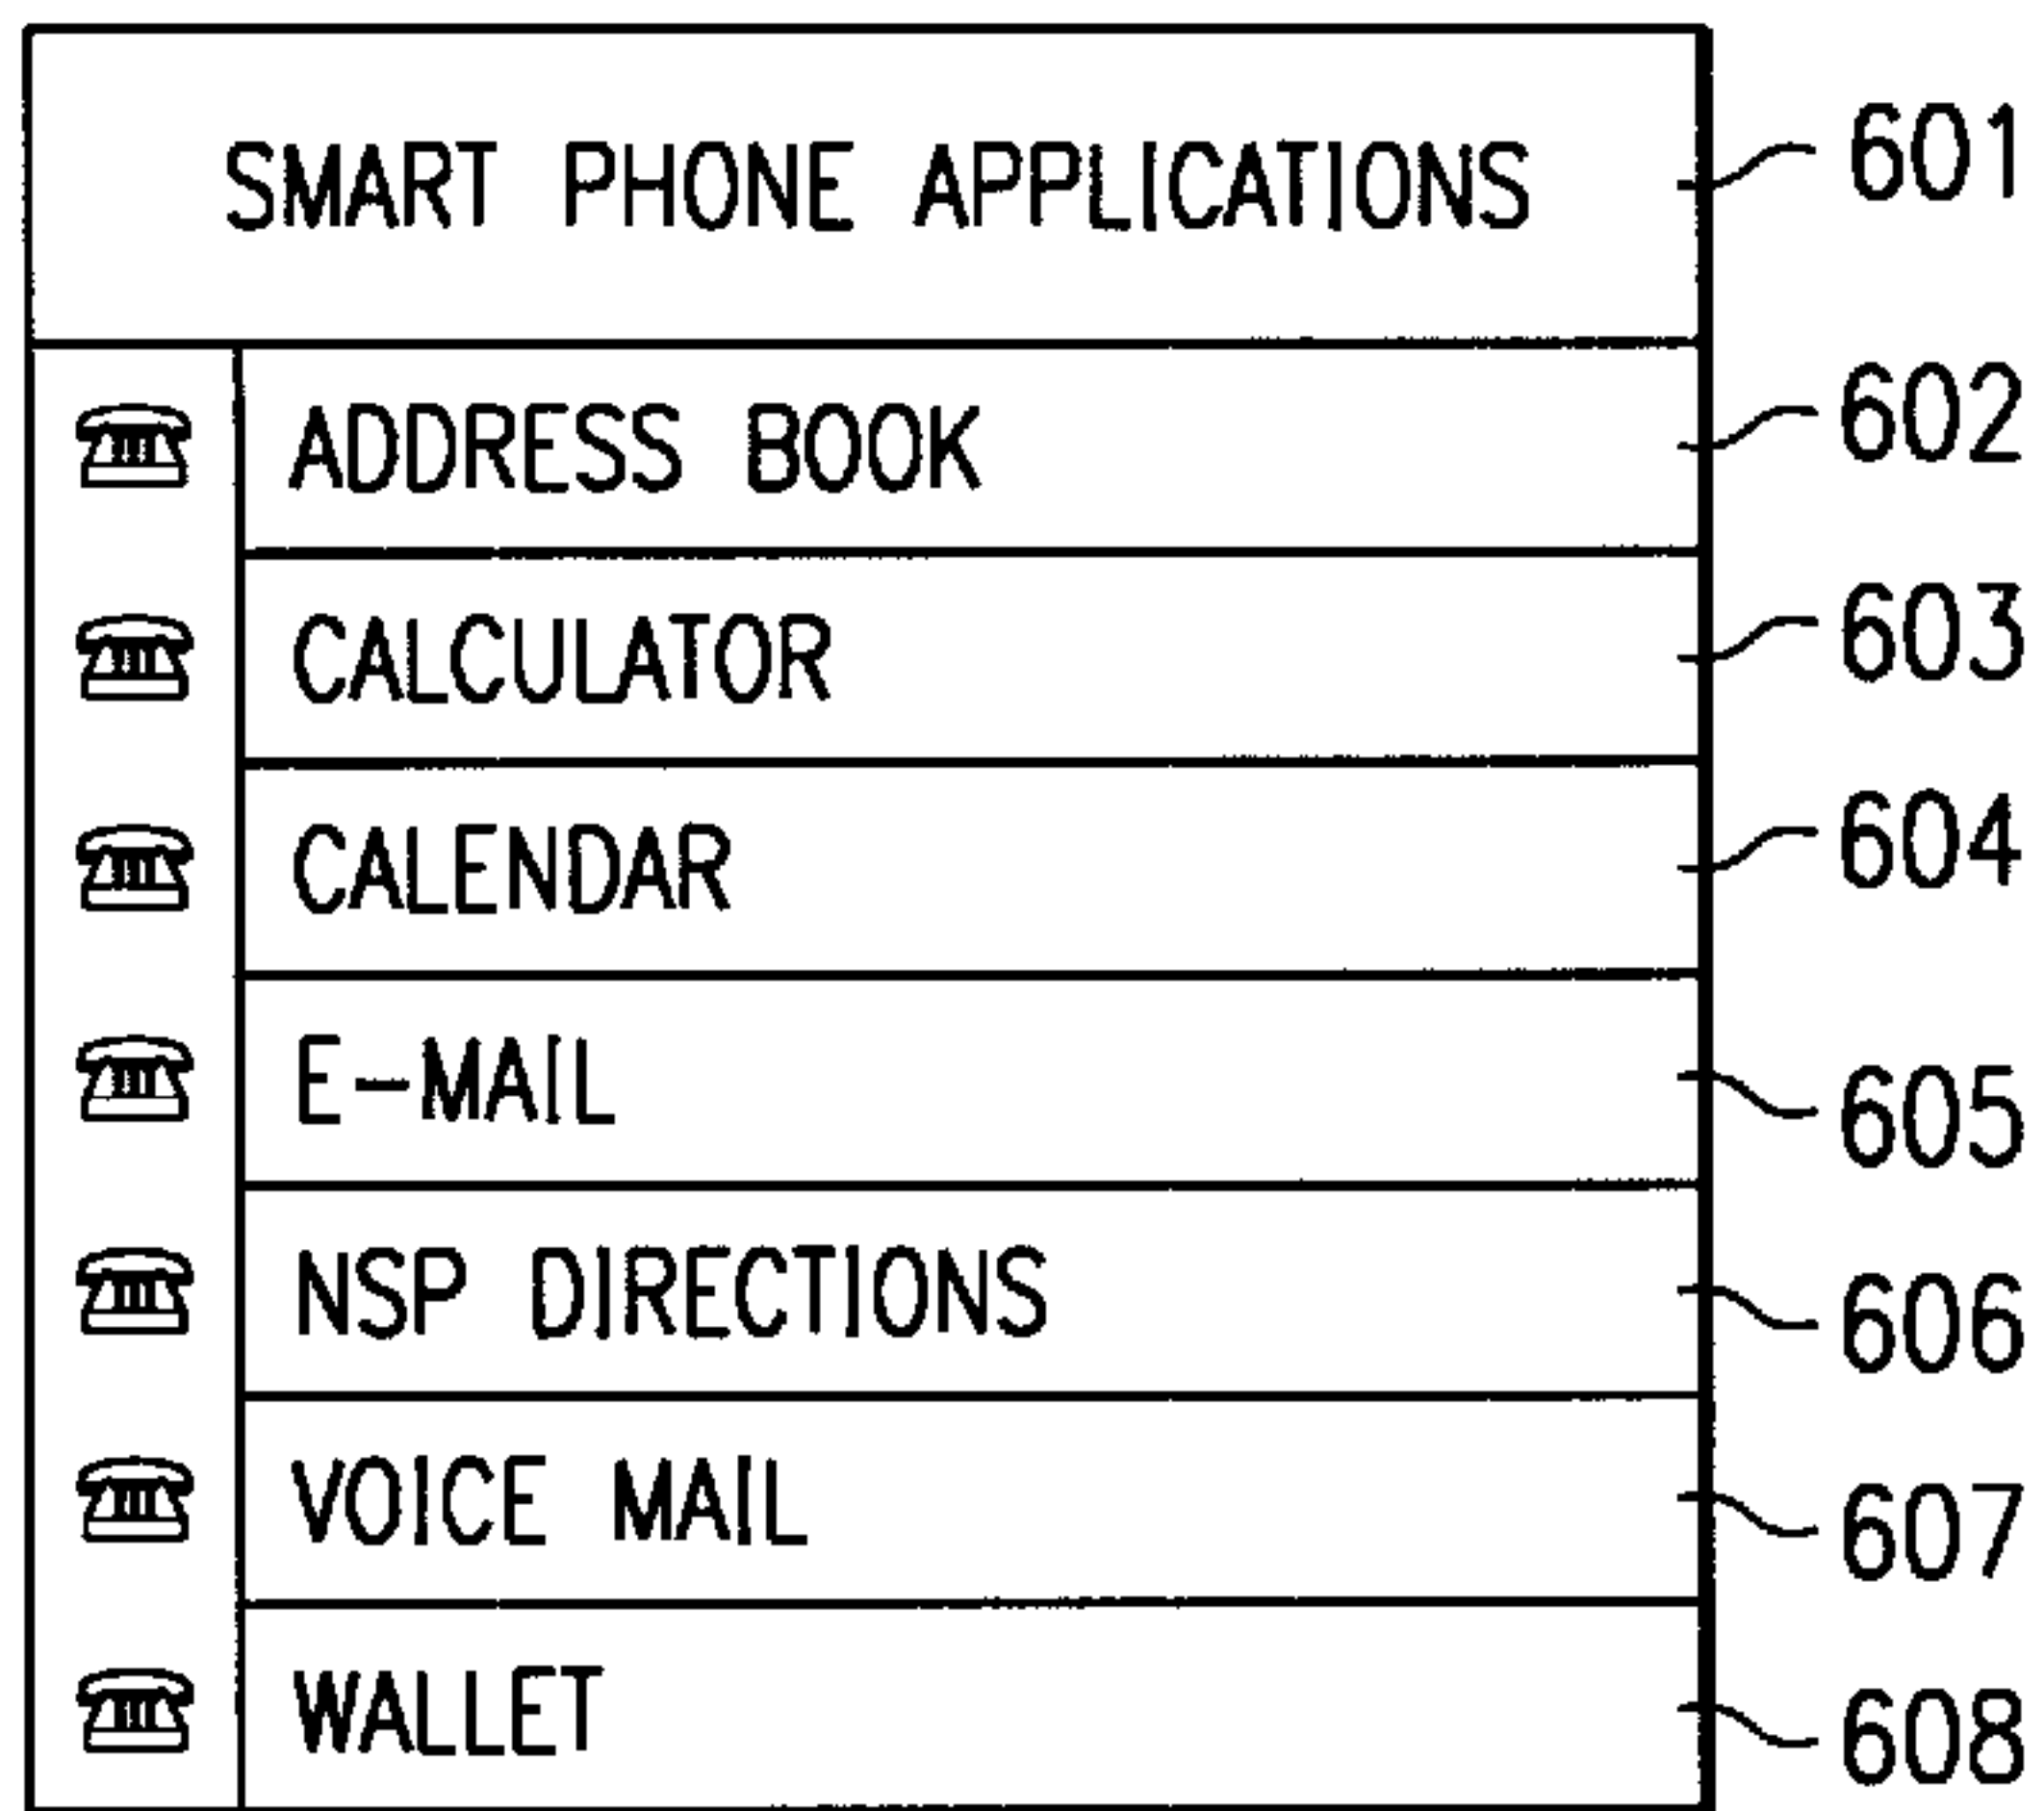 SMART PHONE APPLICATIONS 601
ADDRESS BOOK 602
CALCULATOR 603
CALENDAR 604
E-MAIL 605
NSP DIRECTIONS 606
VOICE MAIL 607
WALLET 608